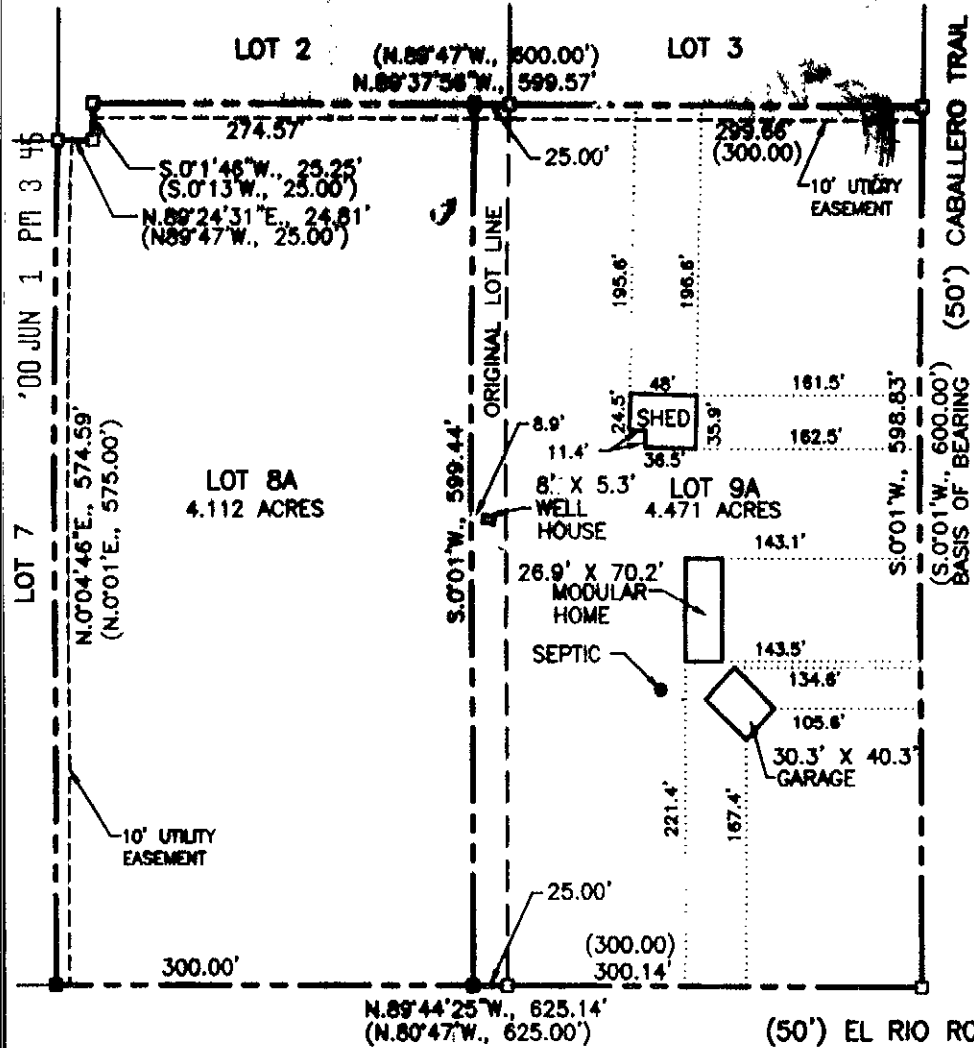 LOT 2
(N.89°47'W., 600.00')
LOT 3
N.89°37'56"W., 599.57'
274.57'
299.66'
(300.00)
25.00'
S.0°1'46"W., 25.25'
(S.0°13'W., 25.00')
N.89°24'31"E., 24.81'
(N89°47'W., 25.00')
10' UTILITY
EASEMENT
(50') CABALLERO TRAIL
'00 JUN 1 PM 3 46
LOT 7
N.0°04'46"E., 574.59'
(N.0°01'E., 575.00')
LOT 8A
4.112 ACRES
S.0°01'W., 599.44'
ORIGINAL LOT LINE
195.6'
196.6'
48'
161.5'
24.5'
SHED
35.9'
8.9'
11.4'
36.5'
162.5'
8' X 5.3'
WELL
HOUSE
LOT 9A
4.471 ACRES
S.0°01'W., 598.83'
(S.0°01'W., 600.00')
BASIS OF BEARING
143.1'
26.9' X 70.2'
MODULAR
HOME
SEPTIC
143.5'
134.6'
105.6'
30.3' X 40.3'
GARAGE
221.4'
167.4'
10' UTILITY
EASEMENT
25.00'
300.00'
(300.00)
300.14'
N.89°44'25"W., 625.14'
(N.80°47'W., 625.00')
(50') EL RIO RO